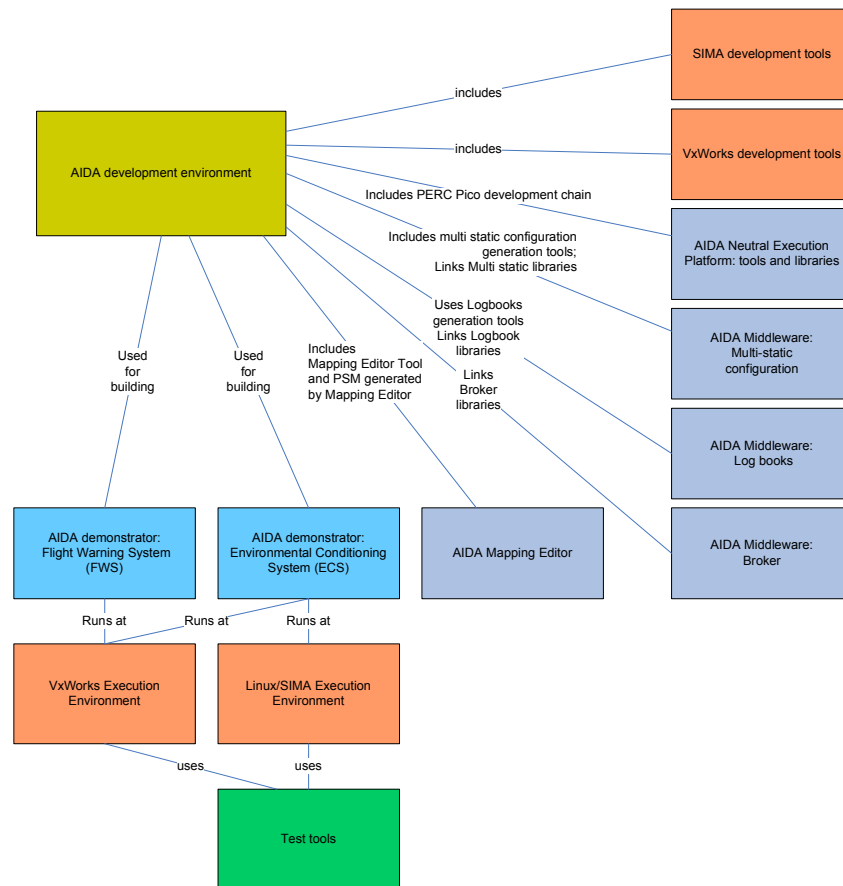 SIMA development tools
includes
AIDA development environment
includes
VxWorks development tools
Includes PERC Pico development chain
AIDA Neutral Execution
Platform: tools and libraries
Includes multi static configuration
generation tools;
Links Multi static libraries
Uses Logbooks
generation tools
Links Logbook
libraries
AIDA Middleware:
Multi-static
configuration
Used
for
building
Used
for
building
Includes
Mapping Editor Tool
and PSM generated
by Mapping Editor
Links
Broker
libraries
AIDA Middleware:
Log books
AIDA demonstrator:
Flight Warning System
(FWS)
AIDA demonstrator:
Environmental Conditioning
System (ECS)
AIDA Mapping Editor
AIDA Middleware:
Broker
Runs at
Runs at
Runs at
VxWorks Execution
Environment
Linux/SIMA Execution
Environment
uses
uses
Test tools